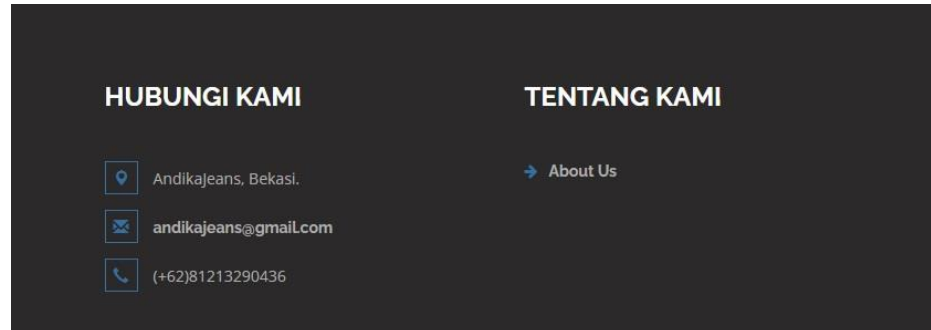 HUBUNGI KAMI
AndikaJeans, Bekasi.
andikajeans@gmail.com
(+62)81213290436
TENTANG KAMI
About Us